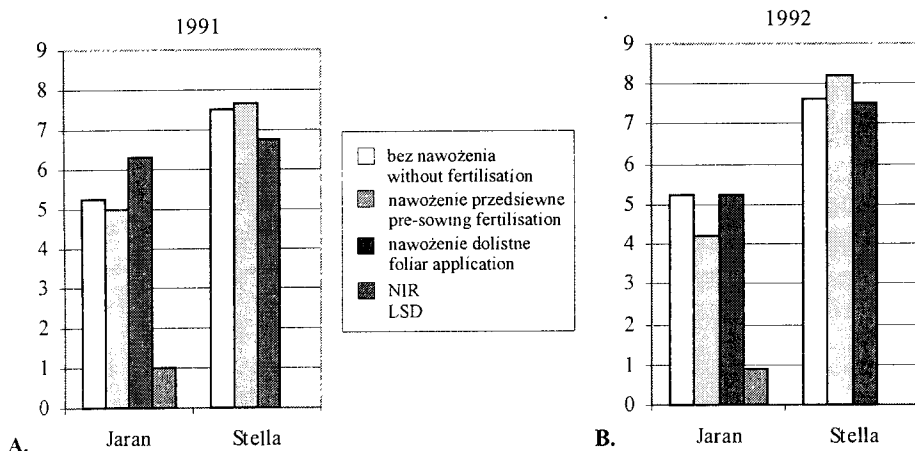 1991
9
8
7
6
5
4
3
2
1
0
Jaran Stella
A.
bez nawożenia
without fertilisation
nawożenie przedsiewne
pre-sowing fertilisation
nawożenie dolistne
foliar application
NIR
LSD
1992
9
8
7
6
5
4
3
2
1
0
Jaran Stella
B.